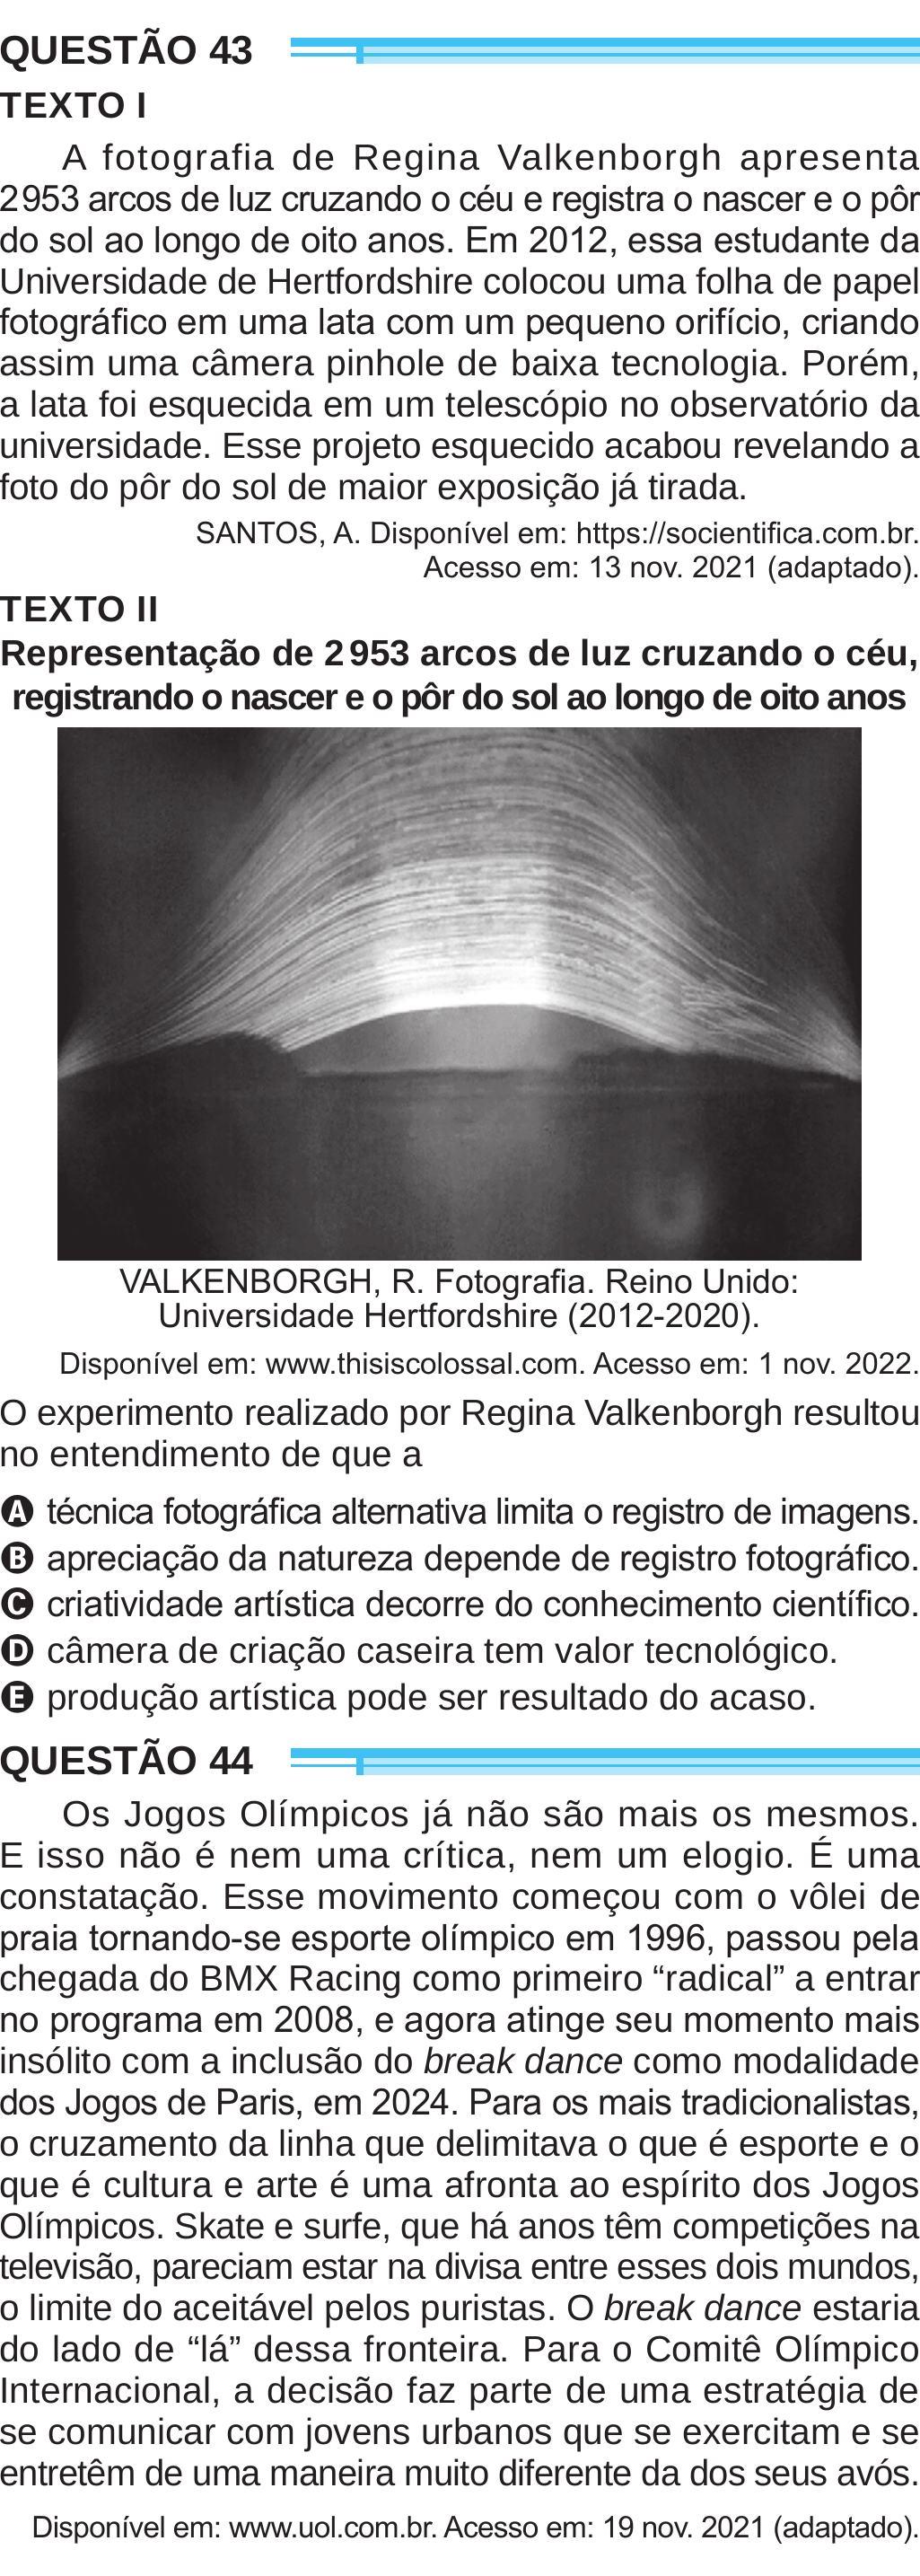 QUESTÃO 43
TEXTO I
A fotografia de Regina Valkenborgh apresenta
2 953 arcos de luz cruzando o céu e registra o nascer e o pôr
do sol ao longo de oito anos. Em 2012, essa estudante da
Universidade de Hertfordshire colocou uma folha de papel
fotográfico em uma lata com um pequeno orifício, criando
assim uma câmera pinhole de baixa tecnologia. Porém,
a lata foi esquecida em um telescópio no observatório da
universidade. Esse projeto esquecido acabou revelando a
foto do pôr do sol de maior exposição já tirada.
SANTOS, A. Disponível em: https://socientifica.com.br.
Acesso em: 13 nov. 2021 (adaptado).
TEXTO II
Representação de 2 953 arcos de luz cruzando o céu,
registrando o nascer e o pôr do sol ao longo de oito anos
VALKENBORGH, R. Fotografia. Reino Unido:
Universidade Hertfordshire (2012-2020).
Disponível em: www.thisiscolossal.com. Acesso em: 1 nov. 2022.
O experimento realizado por Regina Valkenborgh resultou
no entendimento de que a
A técnica fotográfica alternativa limita o registro de imagens.
B apreciação da natureza depende de registro fotográfico.
C criatividade artística decorre do conhecimento científico.
D câmera de criação caseira tem valor tecnológico.
E produção artística pode ser resultado do acaso.
QUESTÃO 44
Os Jogos Olímpicos já não são mais os mesmos.
E isso não é nem uma crítica, nem um elogio. É uma
constatação. Esse movimento começou com o vôlei de
praia tornando-se esporte olímpico em 1996, passou pela
chegada do BMX Racing como primeiro “radical” a entrar
no programa em 2008, e agora atinge seu momento mais
insólito com a inclusão do break dance como modalidade
dos Jogos de Paris, em 2024. Para os mais tradicionalistas,
o cruzamento da linha que delimitava o que é esporte e o
que é cultura e arte é uma afronta ao espírito dos Jogos
Olímpicos. Skate e surfe, que há anos têm competições na
televisão, pareciam estar na divisa entre esses dois mundos,
o limite do aceitável pelos puristas. O break dance estaria
do lado de “lá” dessa fronteira. Para o Comitê Olímpico
Internacional, a decisão faz parte de uma estratégia de
se comunicar com jovens urbanos que se exercitam e se
entretêm de uma maneira muito diferente da dos seus avós.
Disponível em: www.uol.com.br. Acesso em: 19 nov. 2021 (adaptado).